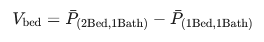 V_bed = P̄_(2Bed,1Bath) − P̄_(1Bed,1Bath)